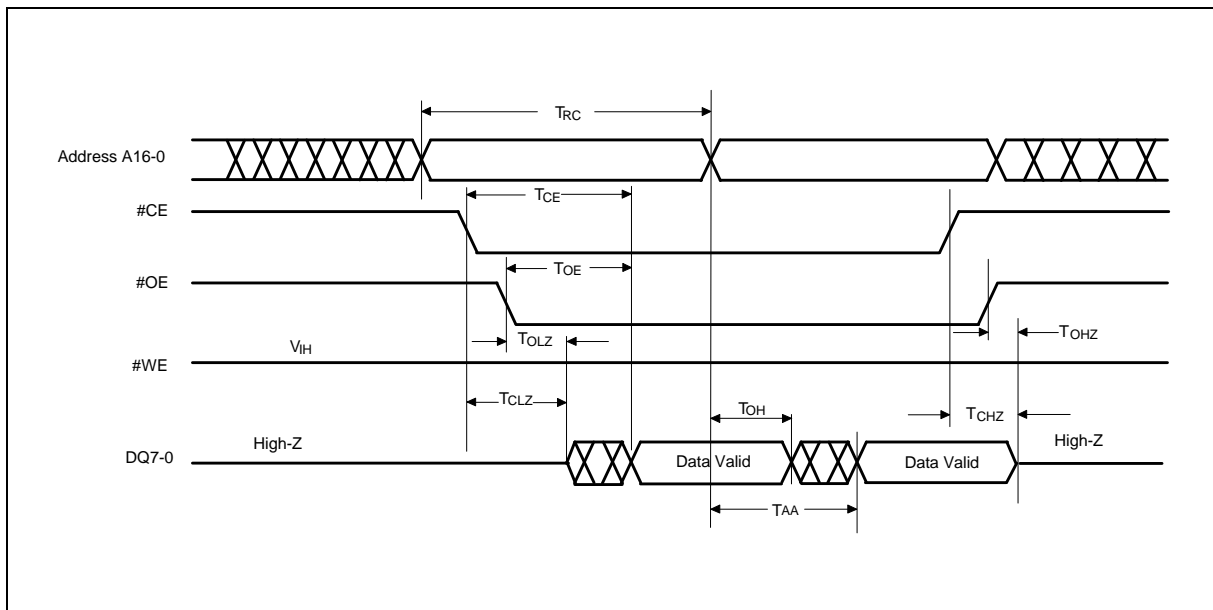 TRC
Address A16-0
TCE
#CE
TOE
#OE
TOLZ
TOHZ
VIH
#WE
TCLZ
TOH
TCHZ
High-Z
High-Z
DQ7-0
Data Valid
Data Valid
TAA